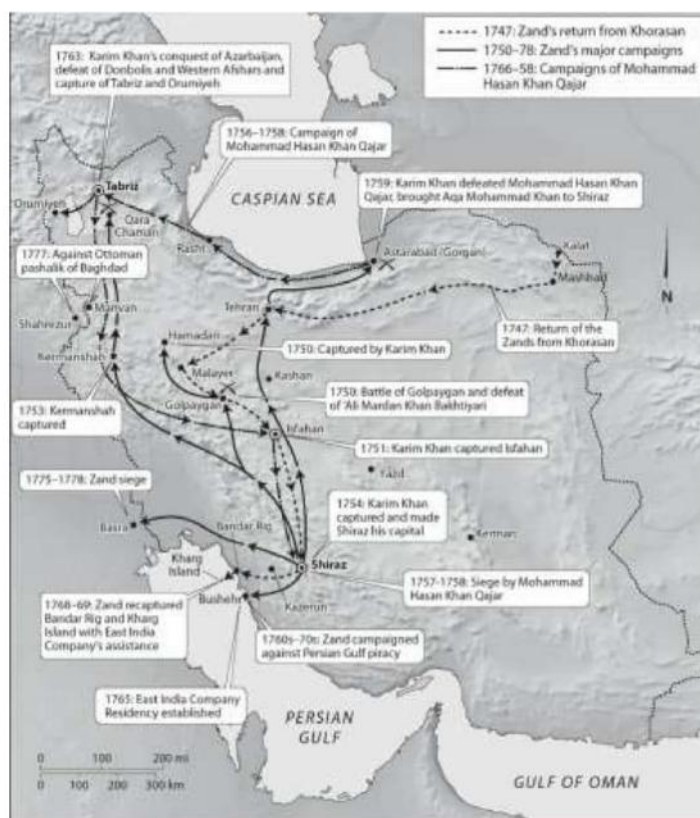 1747: Zand's return from Khorasan
1750–78: Zand's major campaigns
1766–58: Campaigns of Mohammad
Hasan Khan Qajar
1763: Karim Khan's conquest of Azarbaijan,
defeat of Donbolis and Western Afshars and
capture of Tabriz and Orumiyeh
1756–1758: Campaign of
Mohammad Hasan Khan Qajar
CASPIAN SEA
1759: Karim Khan defeated Mohammad Hasan Khan
Qajar, brought Aqa Mohammad Khan to Shiraz
Tabriz
Orumiyeh
Qara
Chaman
Rasht
Astarabad (Gorgan)
Kalat
Mashhad
1777: Against Ottoman
pashalik of Baghdad
N
Marivan
Shahrezur
Tehran
Hamadan
1747: Return of the
Zands from Khorasan
1750: Captured by Karim Khan
Kermanshah
Malayer
Kashan
Golpaygan
1750: Battle of Golpaygan and defeat
of 'Ali Mardan Khan Bakhtiyari
1753: Kermanshah
captured
Isfahan
1751: Karim Khan captured Isfahan
Yazd
1775–1778: Zand siege
1754: Karim Khan
captured and made
Shiraz his capital
Basra
Bandar Rig
Kerman
Kharg
Island
Shiraz
1757-1758: Siege by Mohammad
Hasan Khan Qajar
Bushehr
Kazerun
1768–69: Zand recaptured
Bandar Rig and Kharg
Island with East India
Company's assistance
1760s–70s: Zand campaigned
against Persian Gulf piracy
1765: East India Company
Residency established
PERSIAN
GULF
GULF OF OMAN
0 100 200 mi
0 100 200 300 km